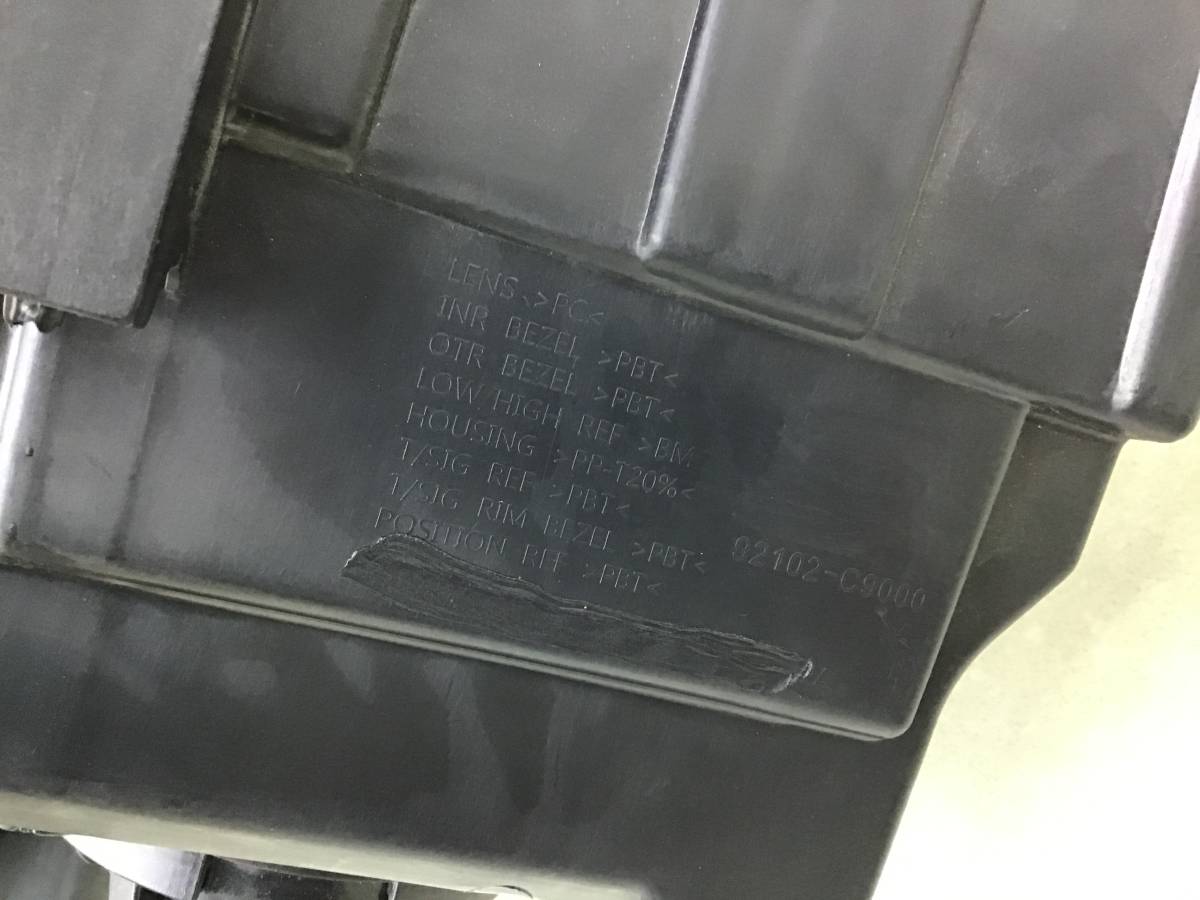 LENS >PC<
INR BEZEL >PBT<
OTR BEZEL >PBT<
LOW/HIGH REF >BM
HOUSING >PP-T20%<
T/SIG REF >PBT<
T/SIG RIM BEZEL >PBT<
POSITION REF >PBT<
92102-C9000